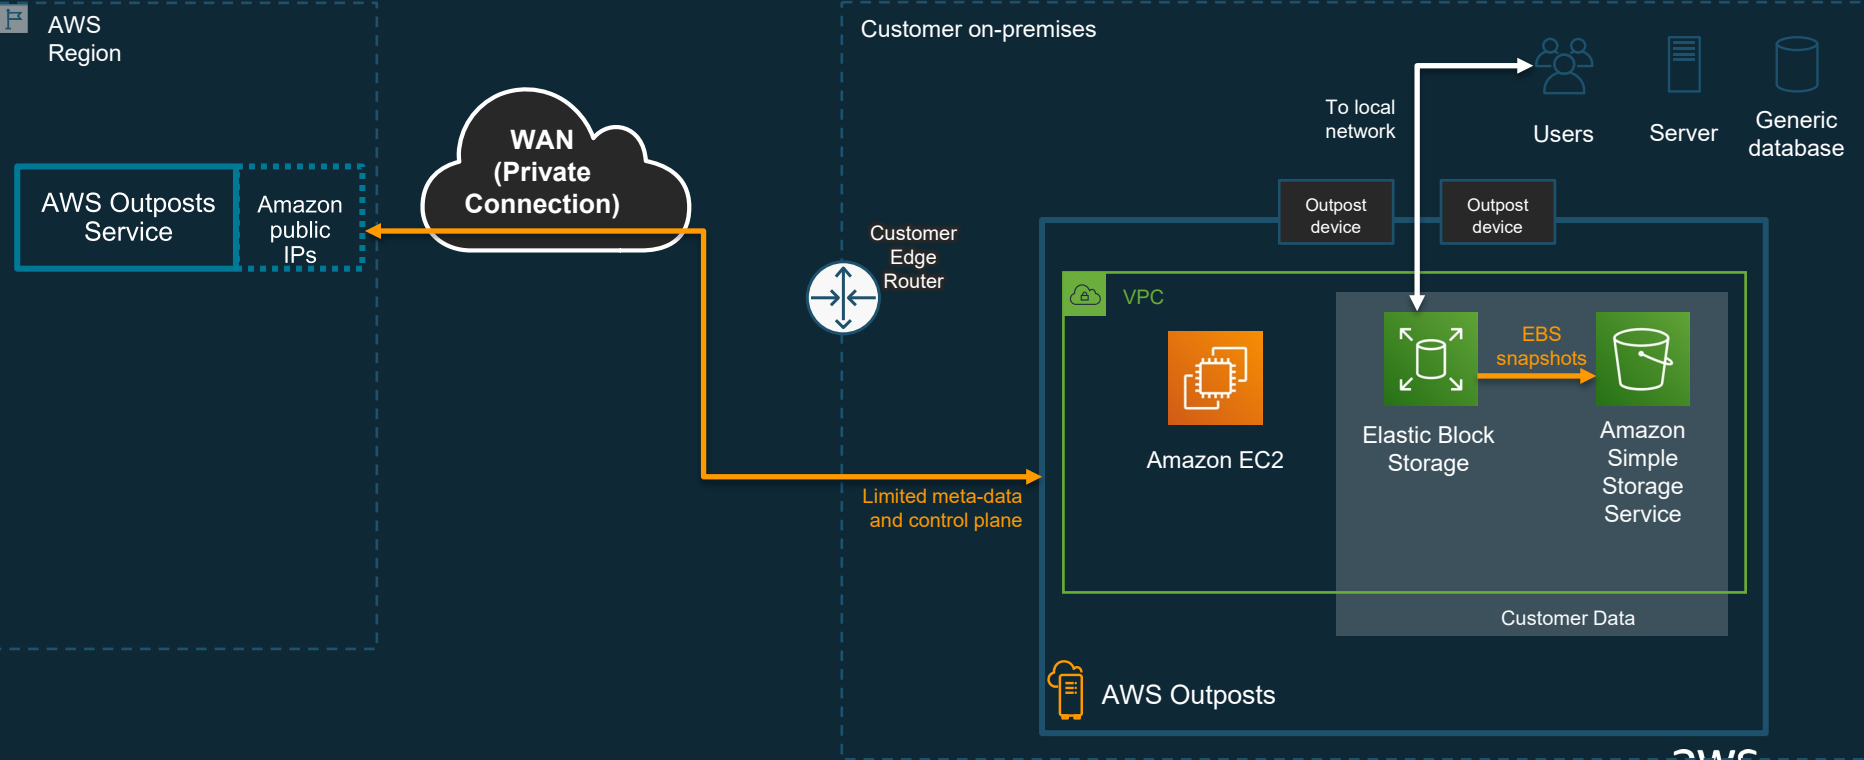 AWS
Region
Customer on-premises
To local
network
Users
Server
Generic
database
WAN
(Private
Connection)
AWS Outposts
Service
Amazon
public
IPs
Customer
Edge
Router
Outpost
device
Outpost
device
VPC
EBS
snapshots
Amazon EC2
Elastic Block
Storage
Amazon
Simple
Storage
Service
Limited meta-data
and control plane
Customer Data
AWS Outposts
aws